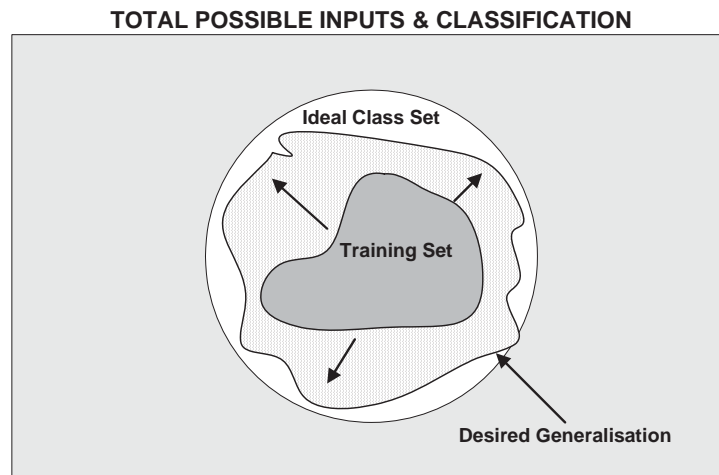 TOTAL POSSIBLE INPUTS & CLASSIFICATION
Ideal Class Set
Training Set
Desired Generalisation